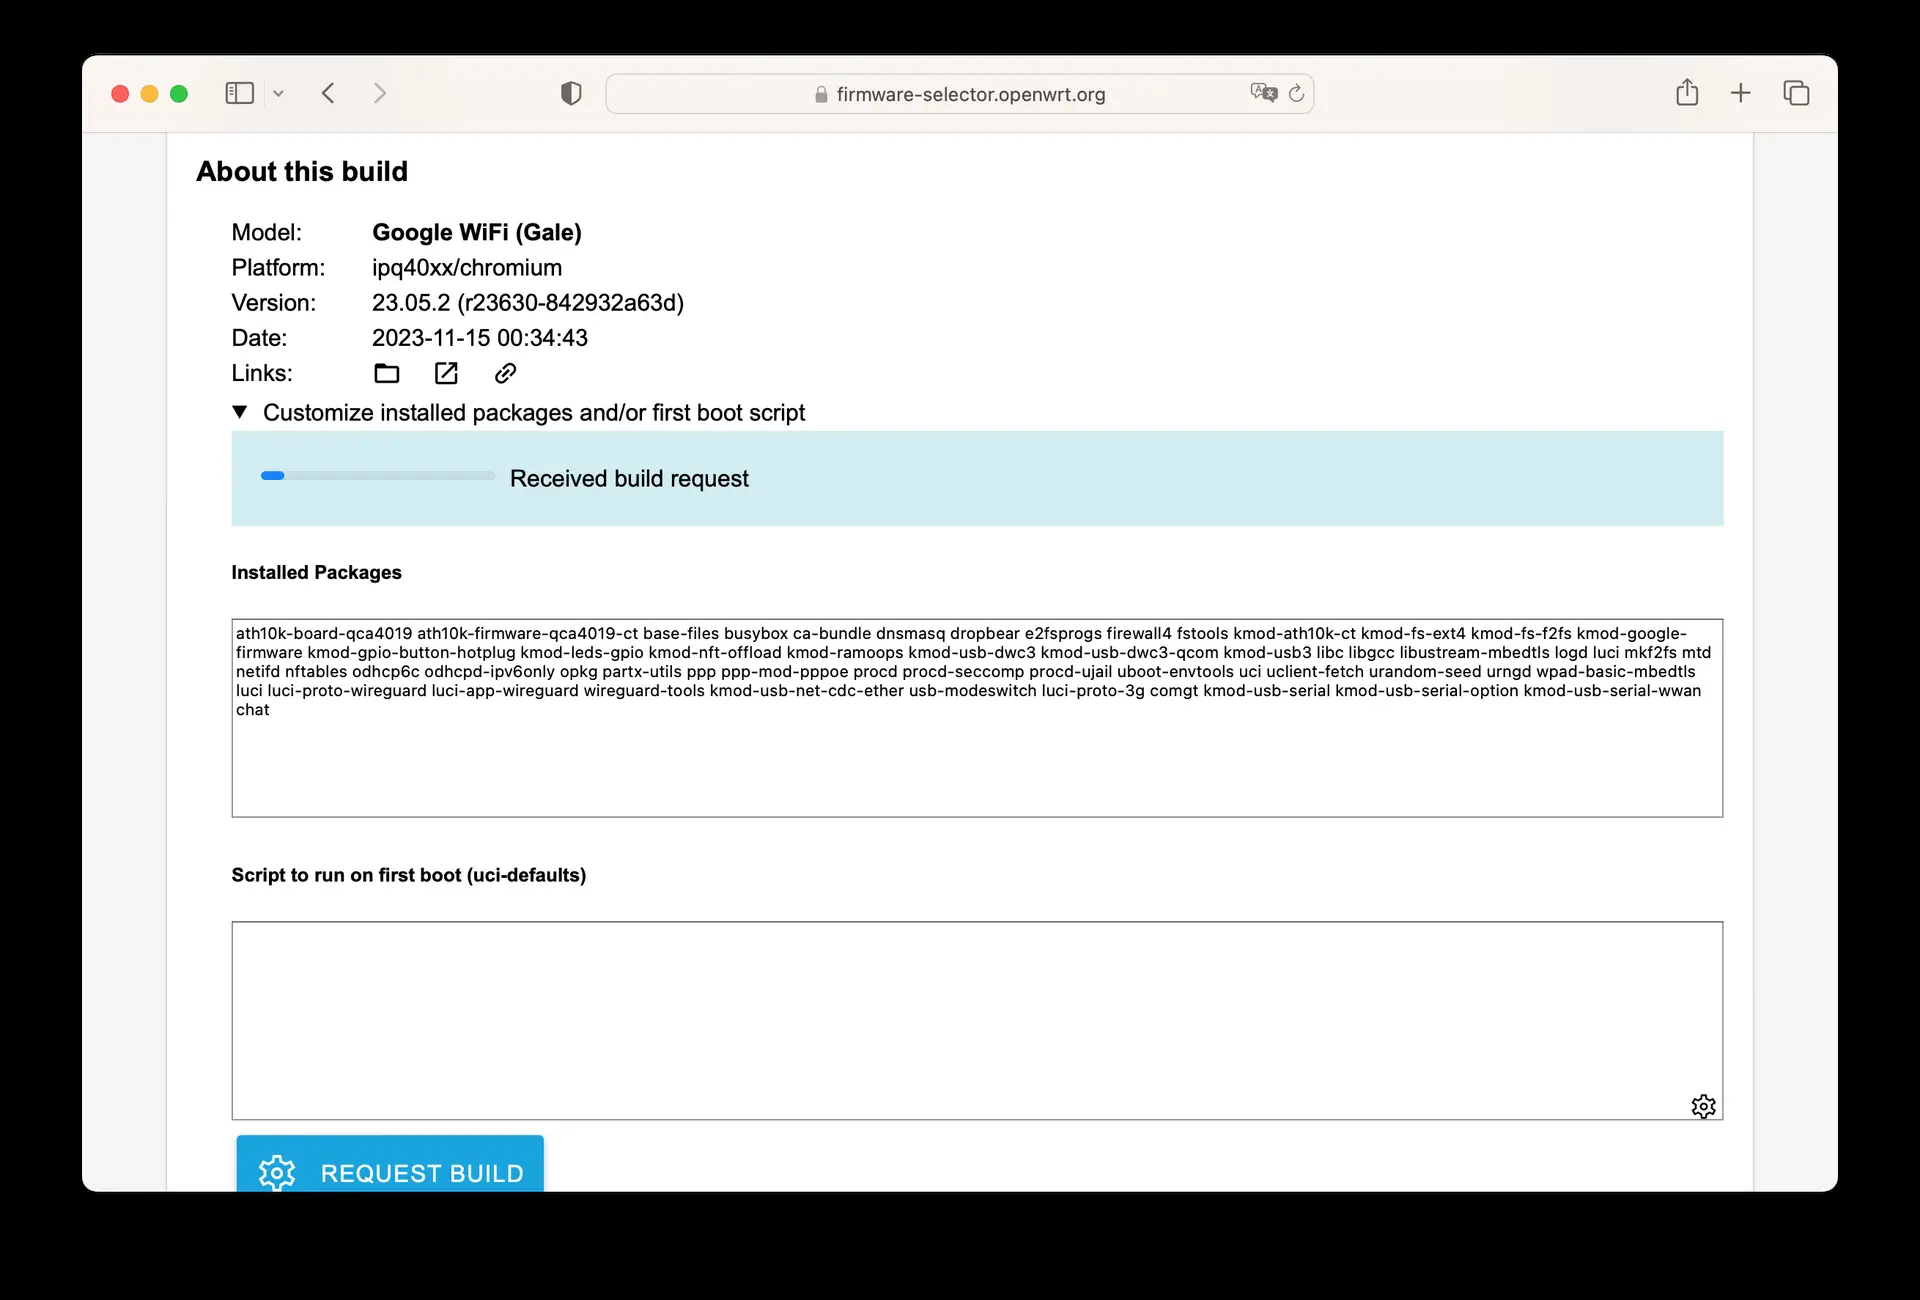 firmware-selector.openwrt.org
About this build
Model: Google WiFi (Gale)
Platform: ipq40xx/chromium
Version: 23.05.2 (r23630-842932a63d)
Date: 2023-11-15 00:34:43
Links:
▼ Customize installed packages and/or first boot script
Received build request
Installed Packages
ath10k-board-qca4019 ath10k-firmware-qca4019-ct base-files busybox ca-bundle dnsmasq dropbear e2fsprogs firewall4 fstools kmod-ath10k-ct kmod-fs-ext4 kmod-fs-f2fs kmod-google-
firmware kmod-gpio-button-hotplug kmod-leds-gpio kmod-nft-offload kmod-ramoops kmod-usb-dwc3 kmod-usb-dwc3-qcom kmod-usb3 libc libgcc libustream-mbedtls logd luci mkf2fs mtd
netifd nftables odhcp6c odhcpd-ipv6only opkg partx-utils ppp ppp-mod-pppoe procd procd-seccomp procd-ujail uboot-envtools uci uclient-fetch urandom-seed urngd wpad-basic-mbedtls
luci luci-proto-wireguard luci-app-wireguard wireguard-tools kmod-usb-net-cdc-ether usb-modeswitch luci-proto-3g comgt kmod-usb-serial kmod-usb-serial-option kmod-usb-serial-wwan
chat
Script to run on first boot (uci-defaults)
REQUEST BUILD